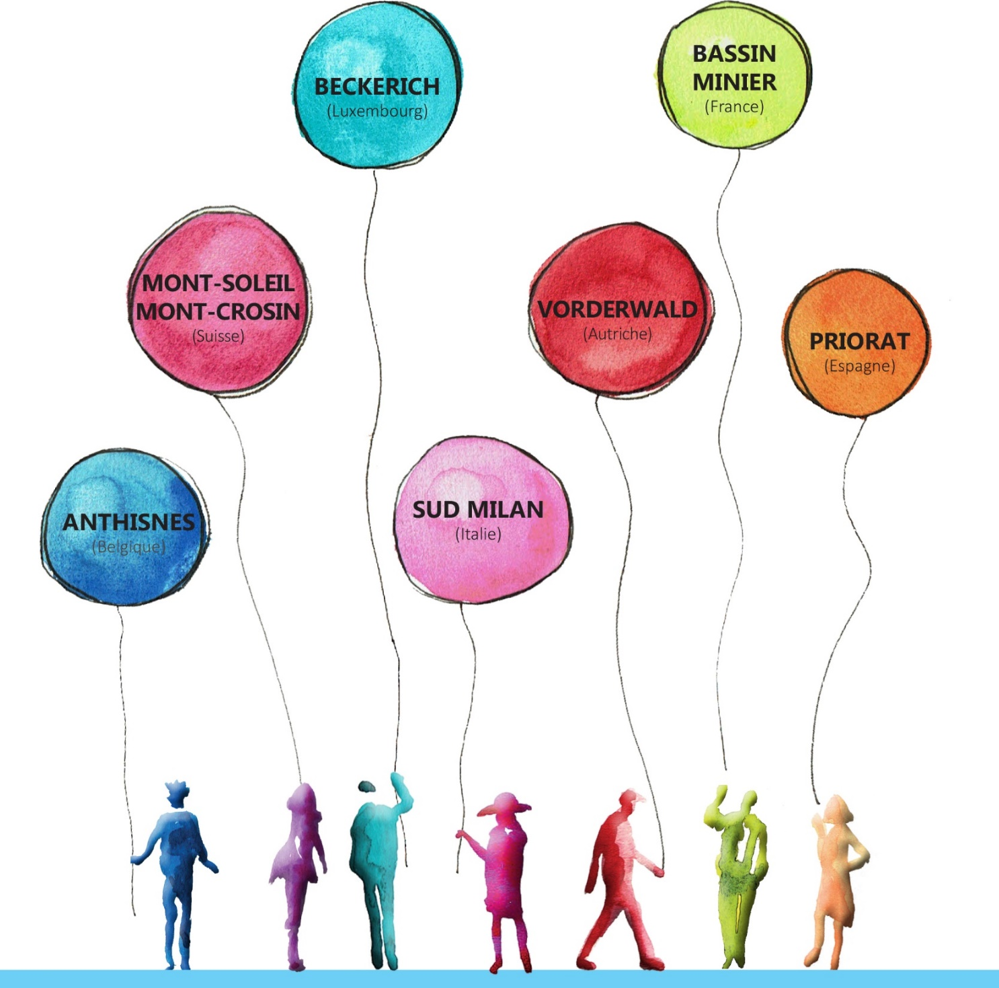 BECKERICH
(Luxembourg)
BASSIN
MINIER
(France)
MONT-SOLEIL
MONT-CROSIN
(Suisse)
VORDERWALD
(Autriche)
PRIORAT
(Espagne)
ANTHISNES
(Belgique)
SUD MILAN
(Italie)